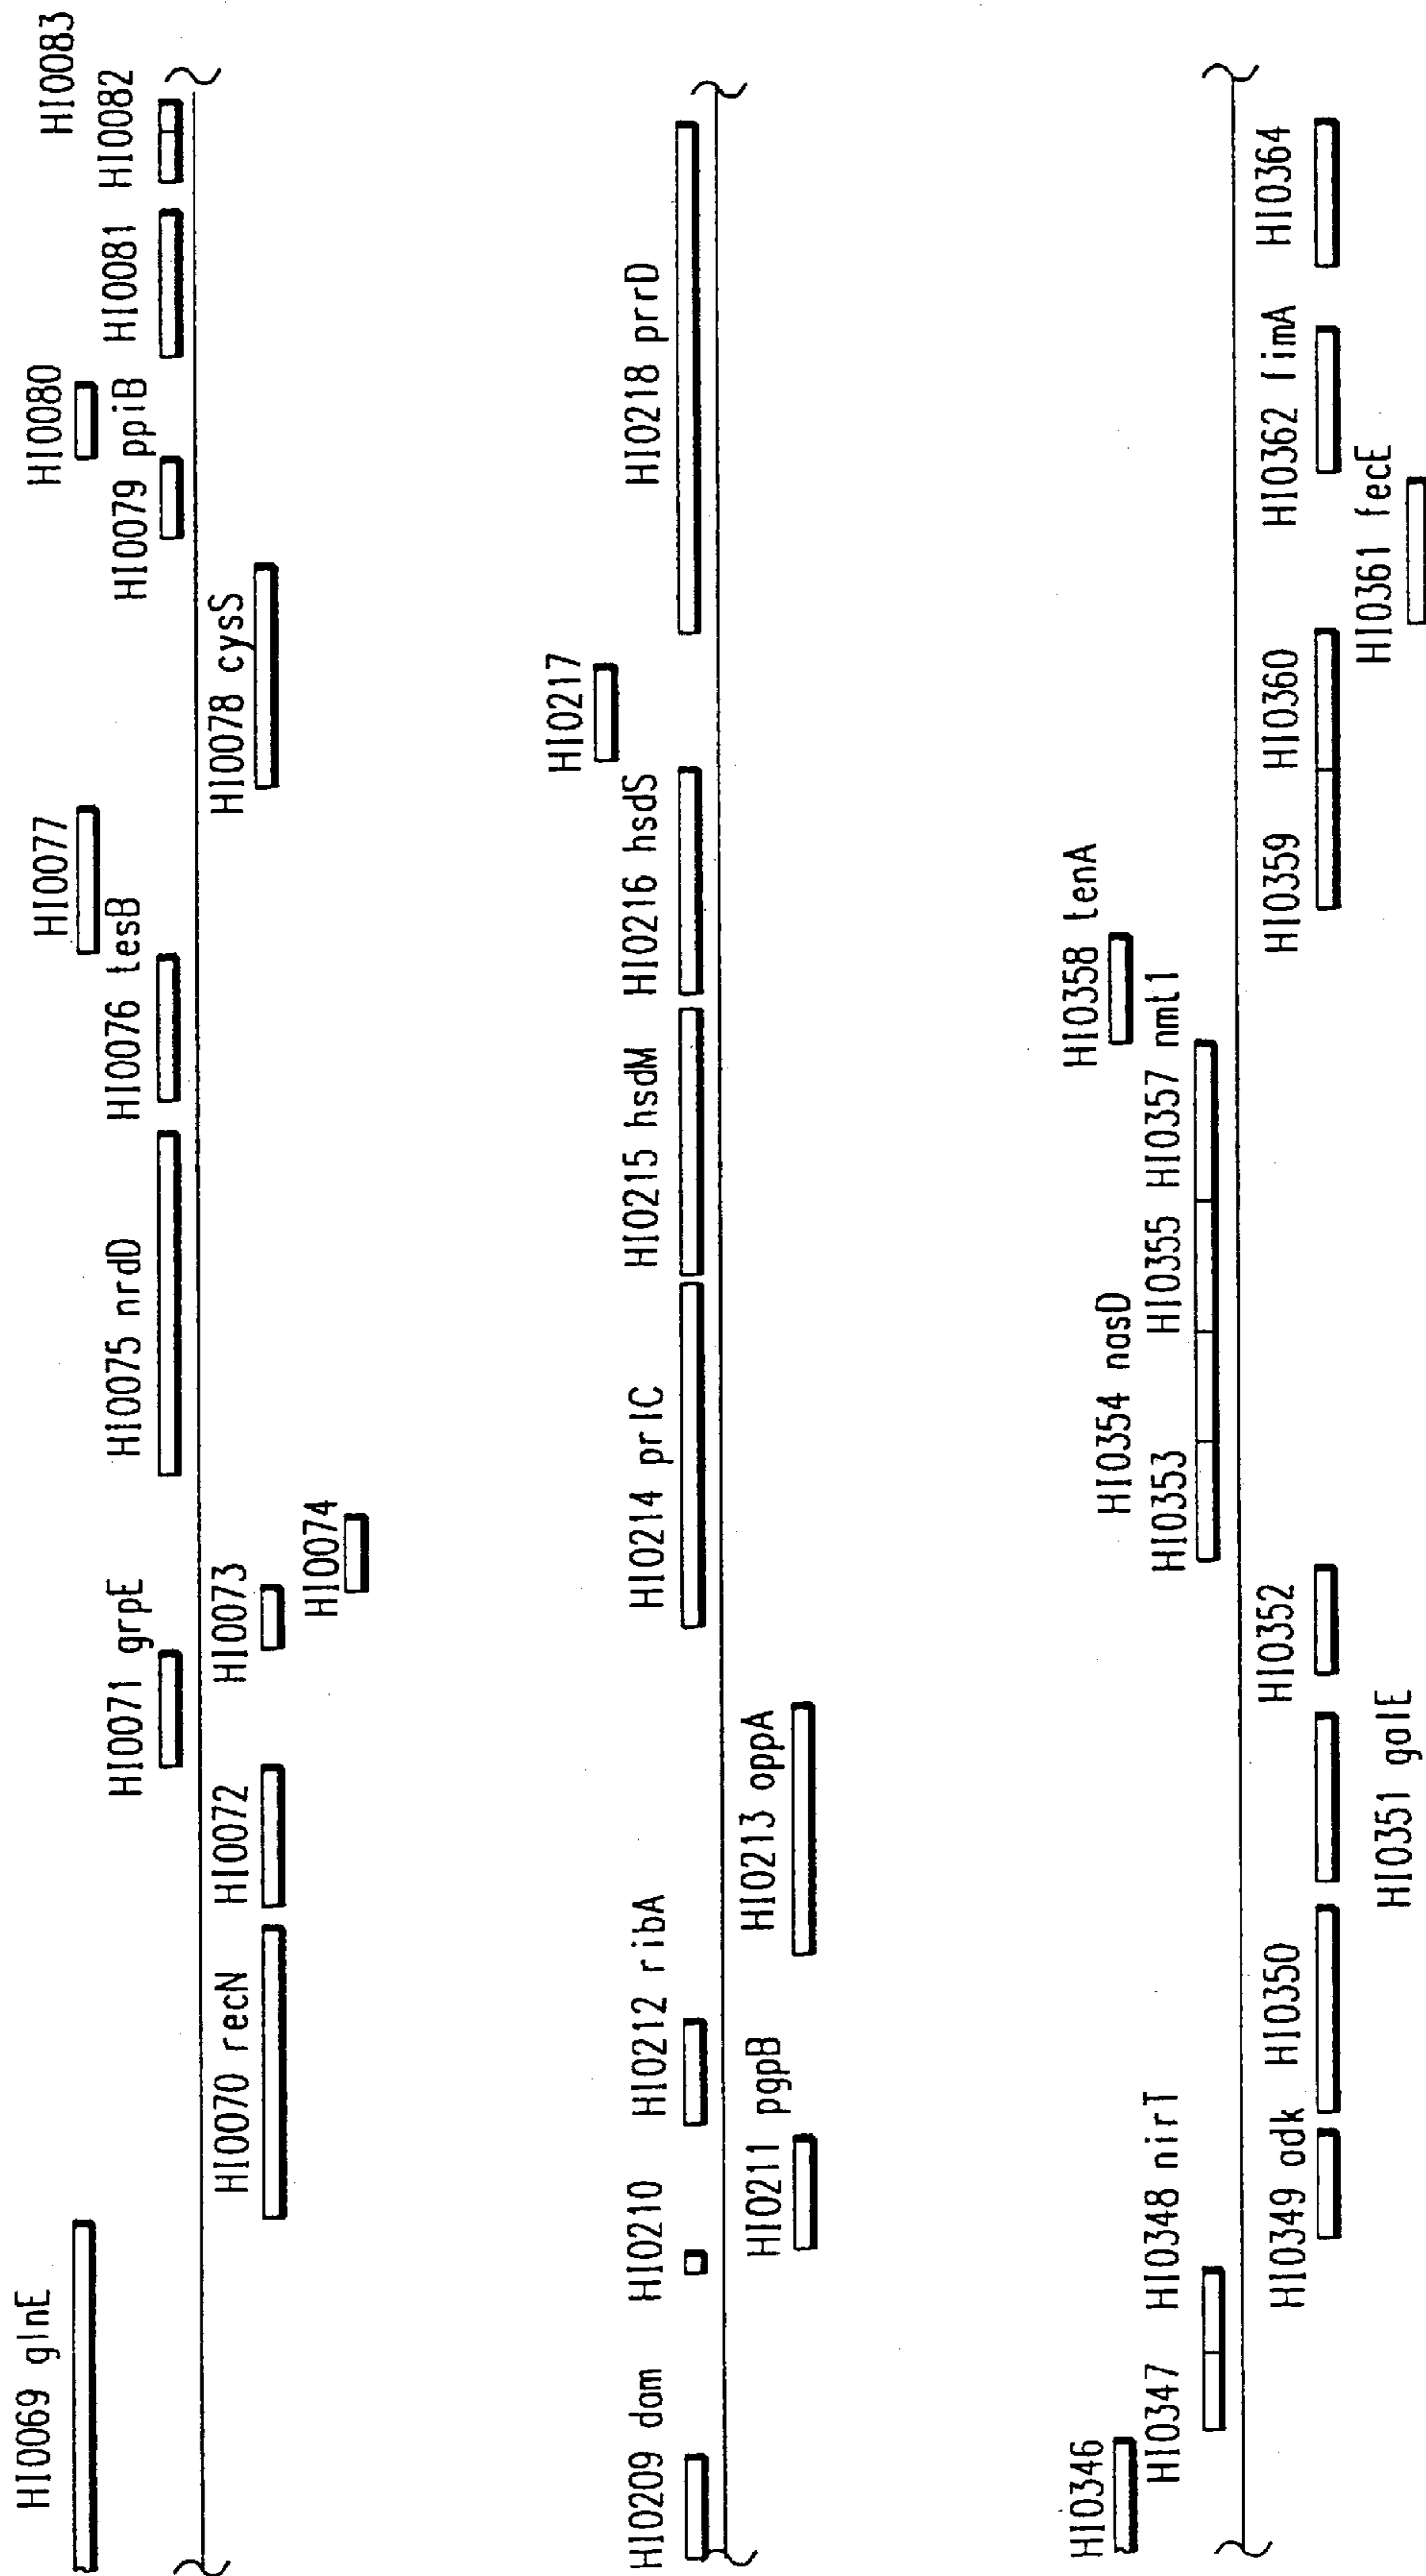 HI0069 glnE
HI0070 recN
HI0071 grpE
HI0072
HI0073
HI0074
HI0075 nrdD
HI0076 tesB
HI0077
HI0078 cysS
HI0079 ppiB
HI0080
HI0081
HI0082
HI0083
HI0209 dam
HI0210
HI0211 pgpB
HI0212 ribA
HI0213 oppA
HI0214 prlC
HI0215 hsdM
HI0216 hsdS
HI0217
HI0218 prrD
HI0346
HI0347
HI0348 nirT
HI0349 adk
HI0350
HI0351 galE
HI0352
HI0353
HI0354 nasD
HI0355
HI0357 nmt1
HI0358 tenA
HI0359
HI0360
HI0361 fecE
HI0362 fimA
HI0364